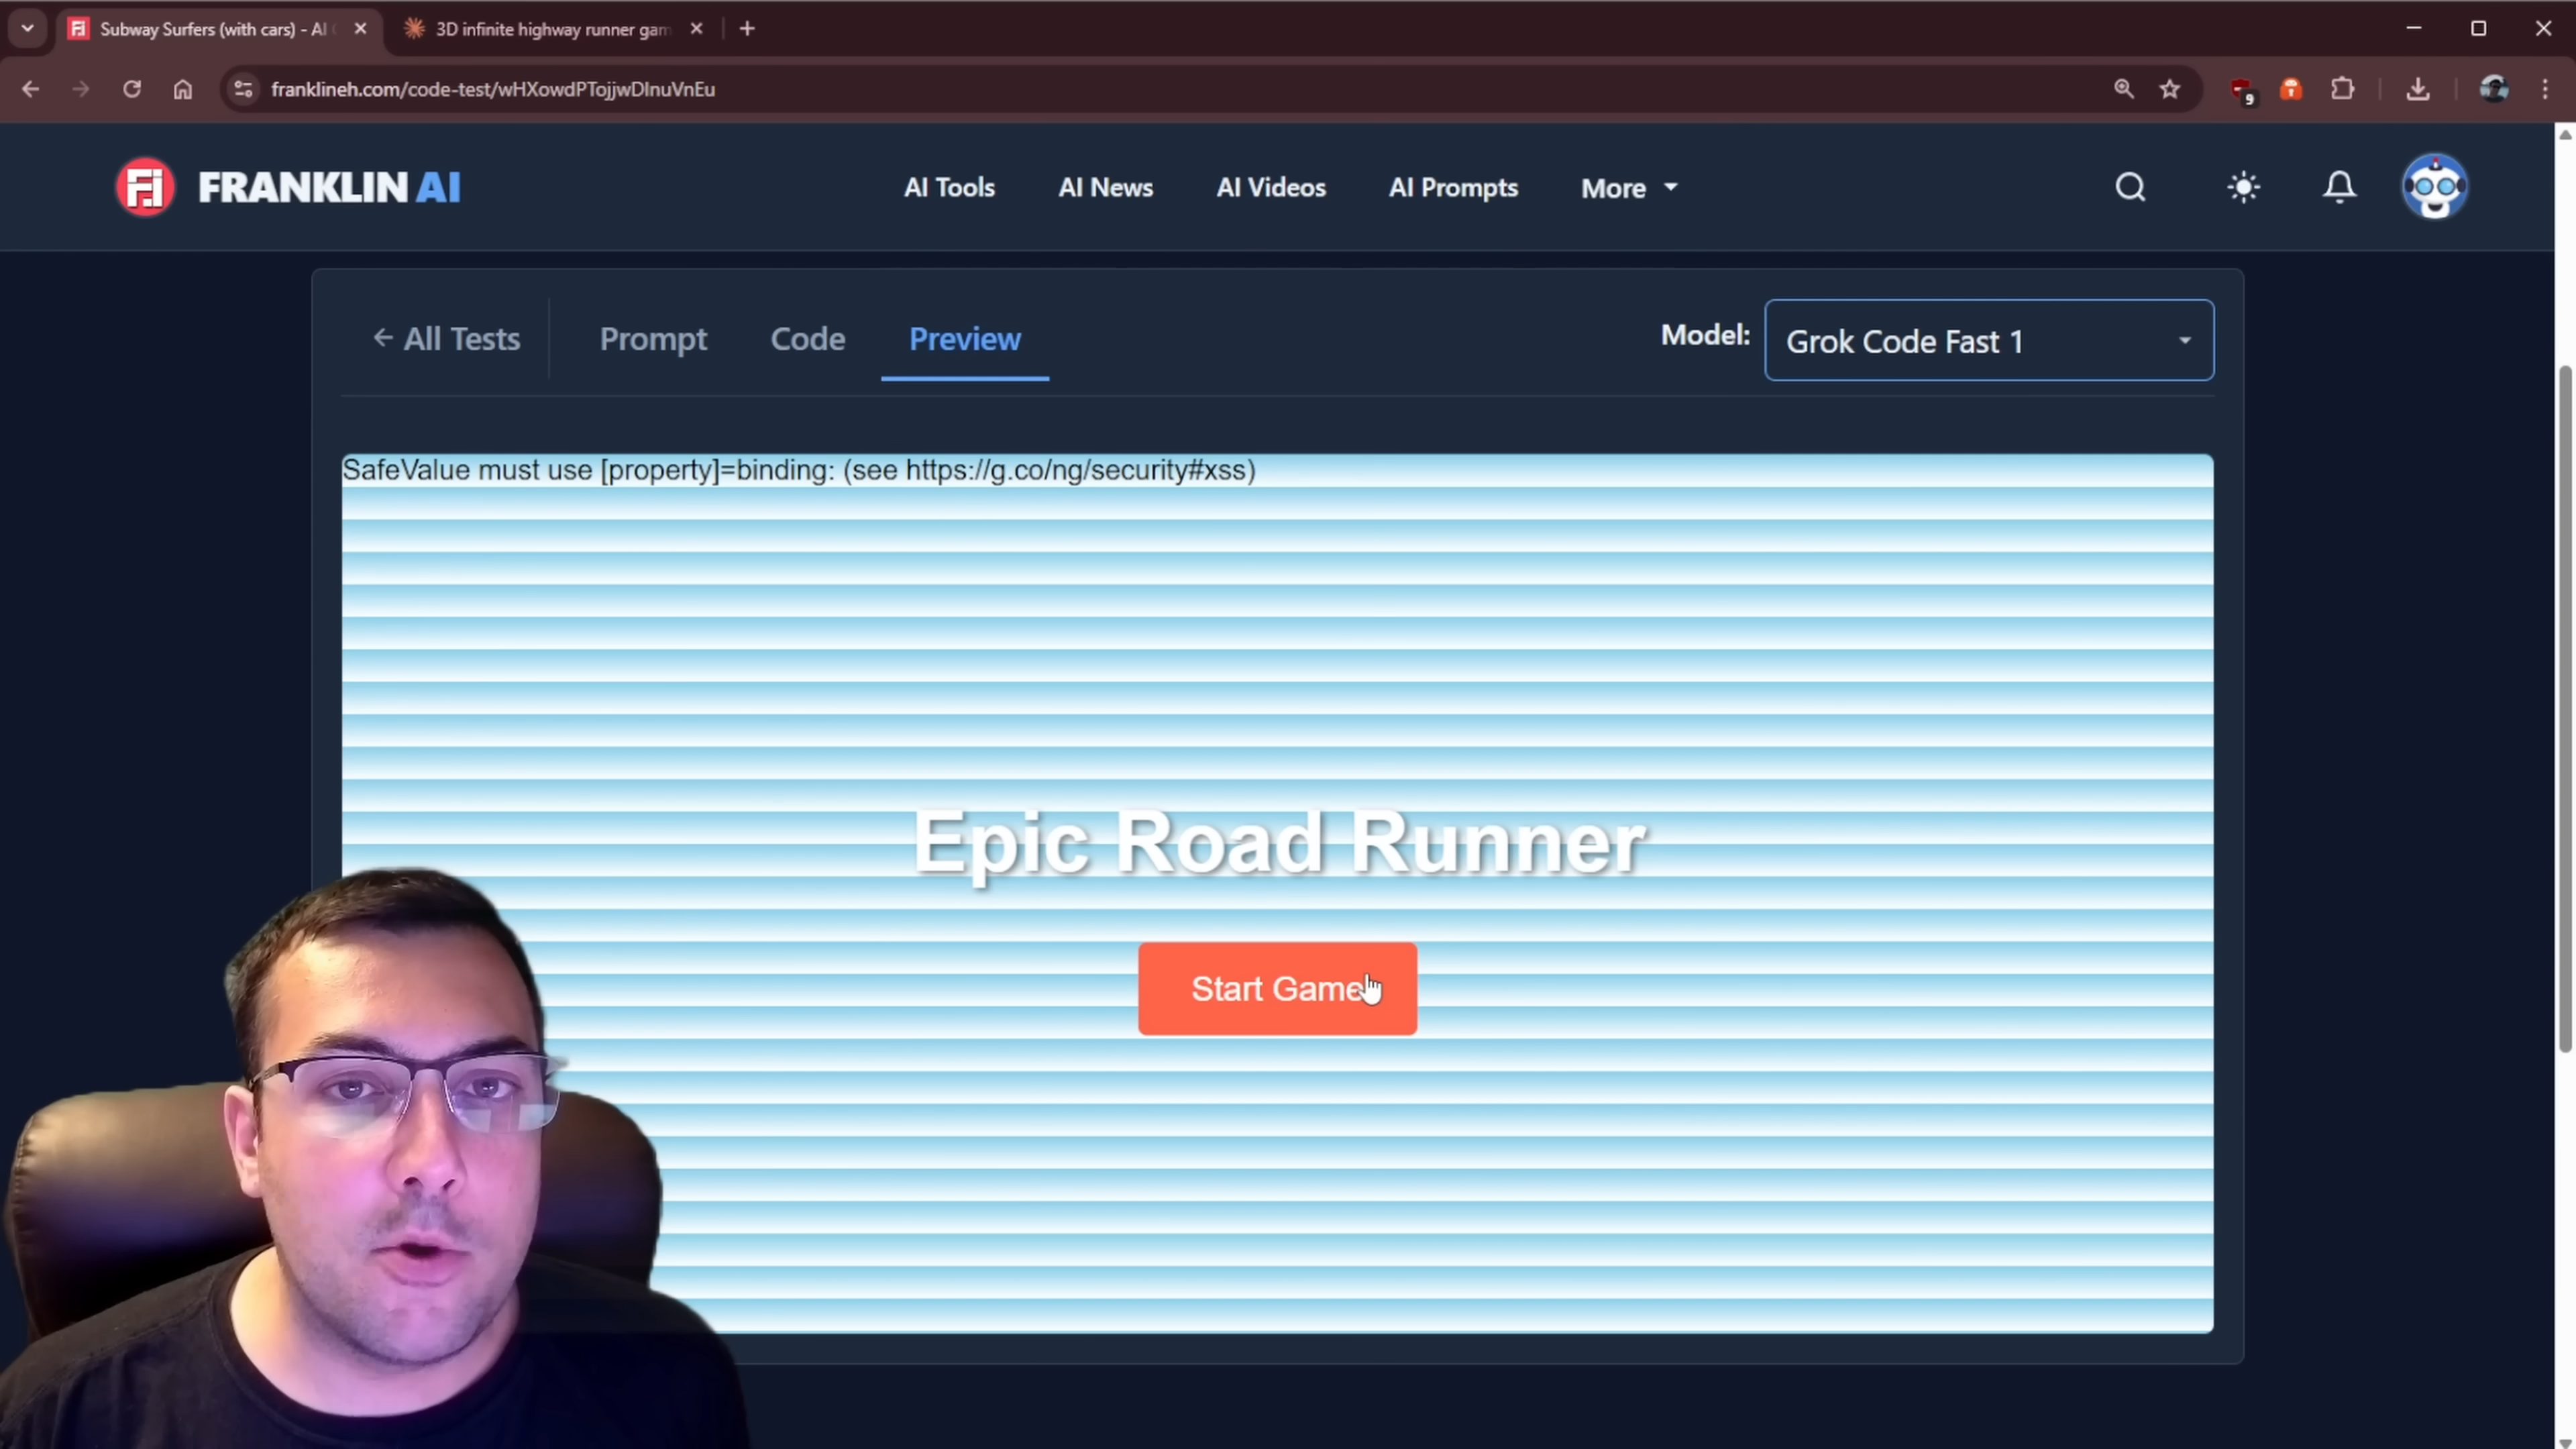 Subway Surfers (with cars) - AI
3D infinite highway runner gam
franklineh.com/code-test/wHXowdPTojjwDlnuVnEu
9
FRANKLIN AI
AI Tools
AI News
AI Videos
AI Prompts
More
All Tests
Prompt
Code
Preview
Model:
Grok Code Fast 1
SafeValue must use [property]=binding: (see https://g.co/ng/security#xss)
Epic Road Runner
Start Game